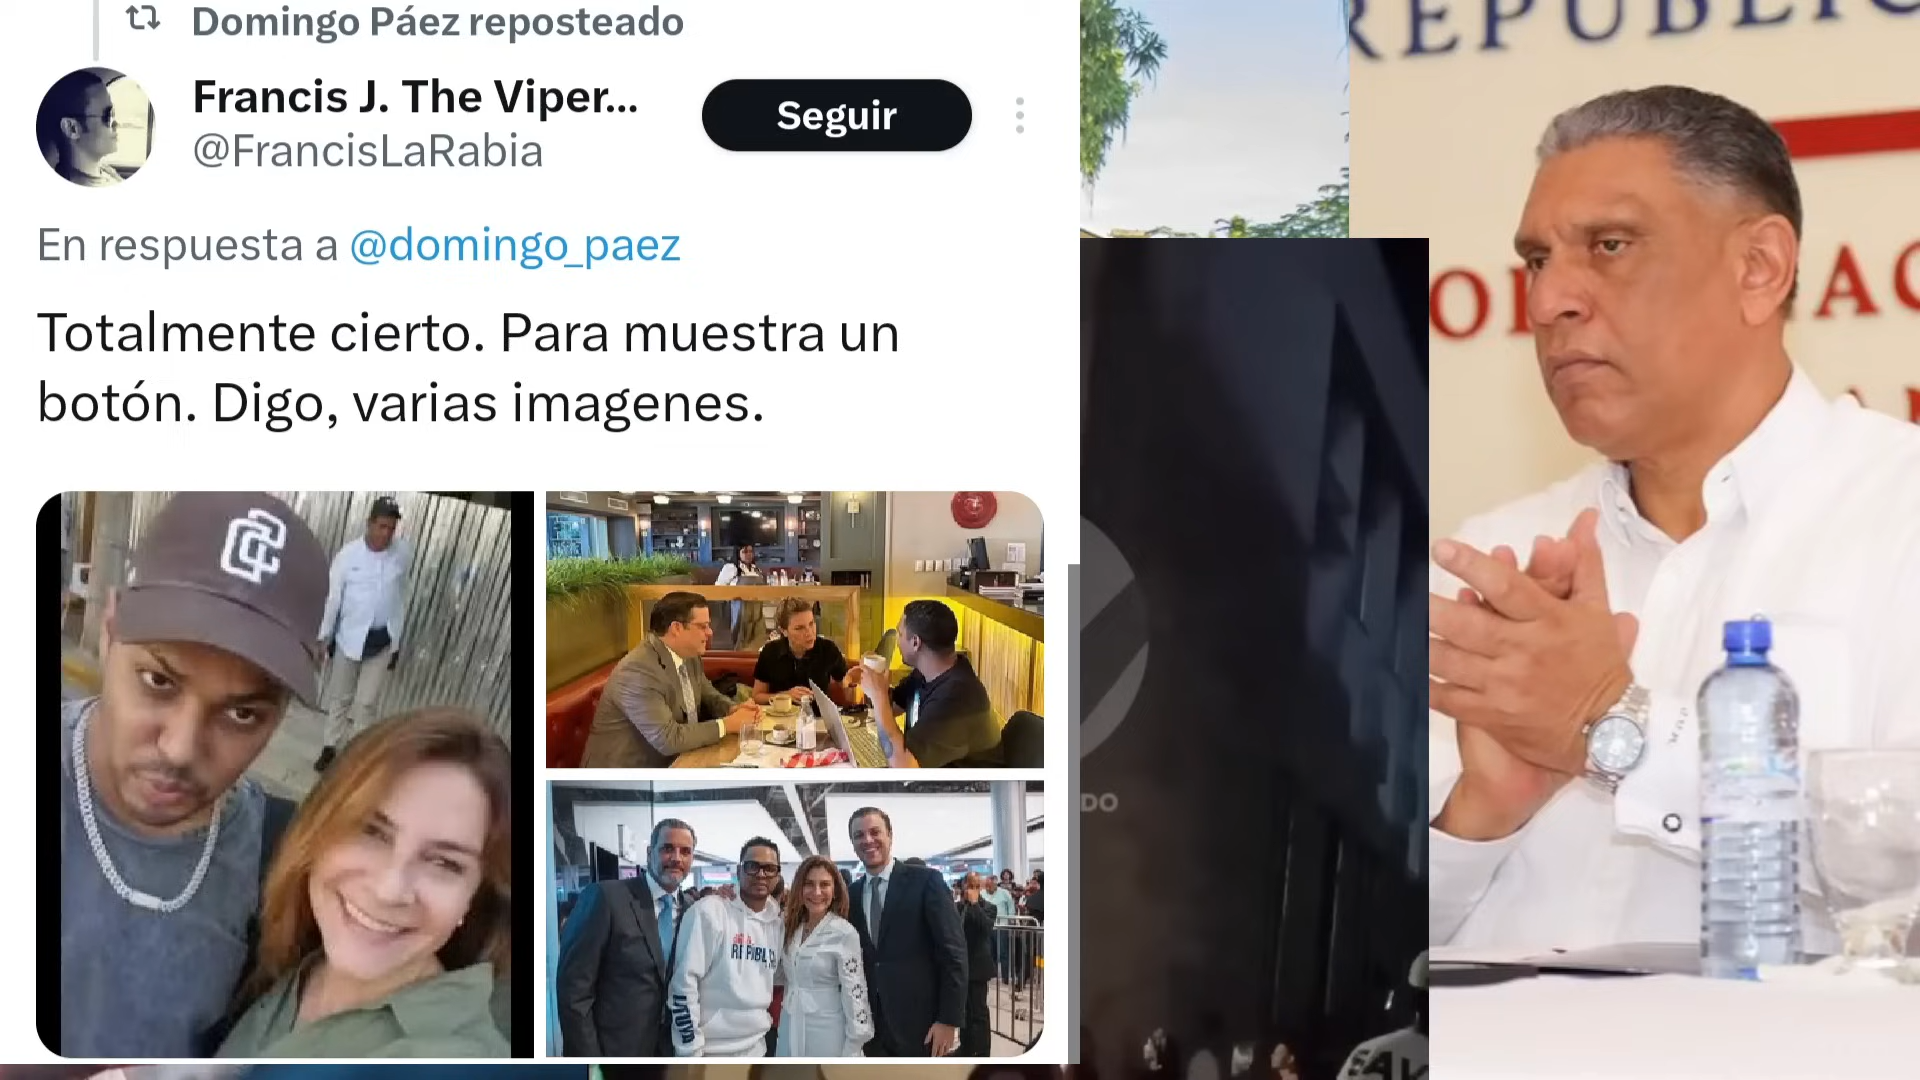 Domingo Páez reposteado
Francis J. The Viper...
@FrancisLaRabia
Seguir
En respuesta a @domingo_paez
Totalmente cierto. Para muestra un
botón. Digo, varias imagenes.
DO